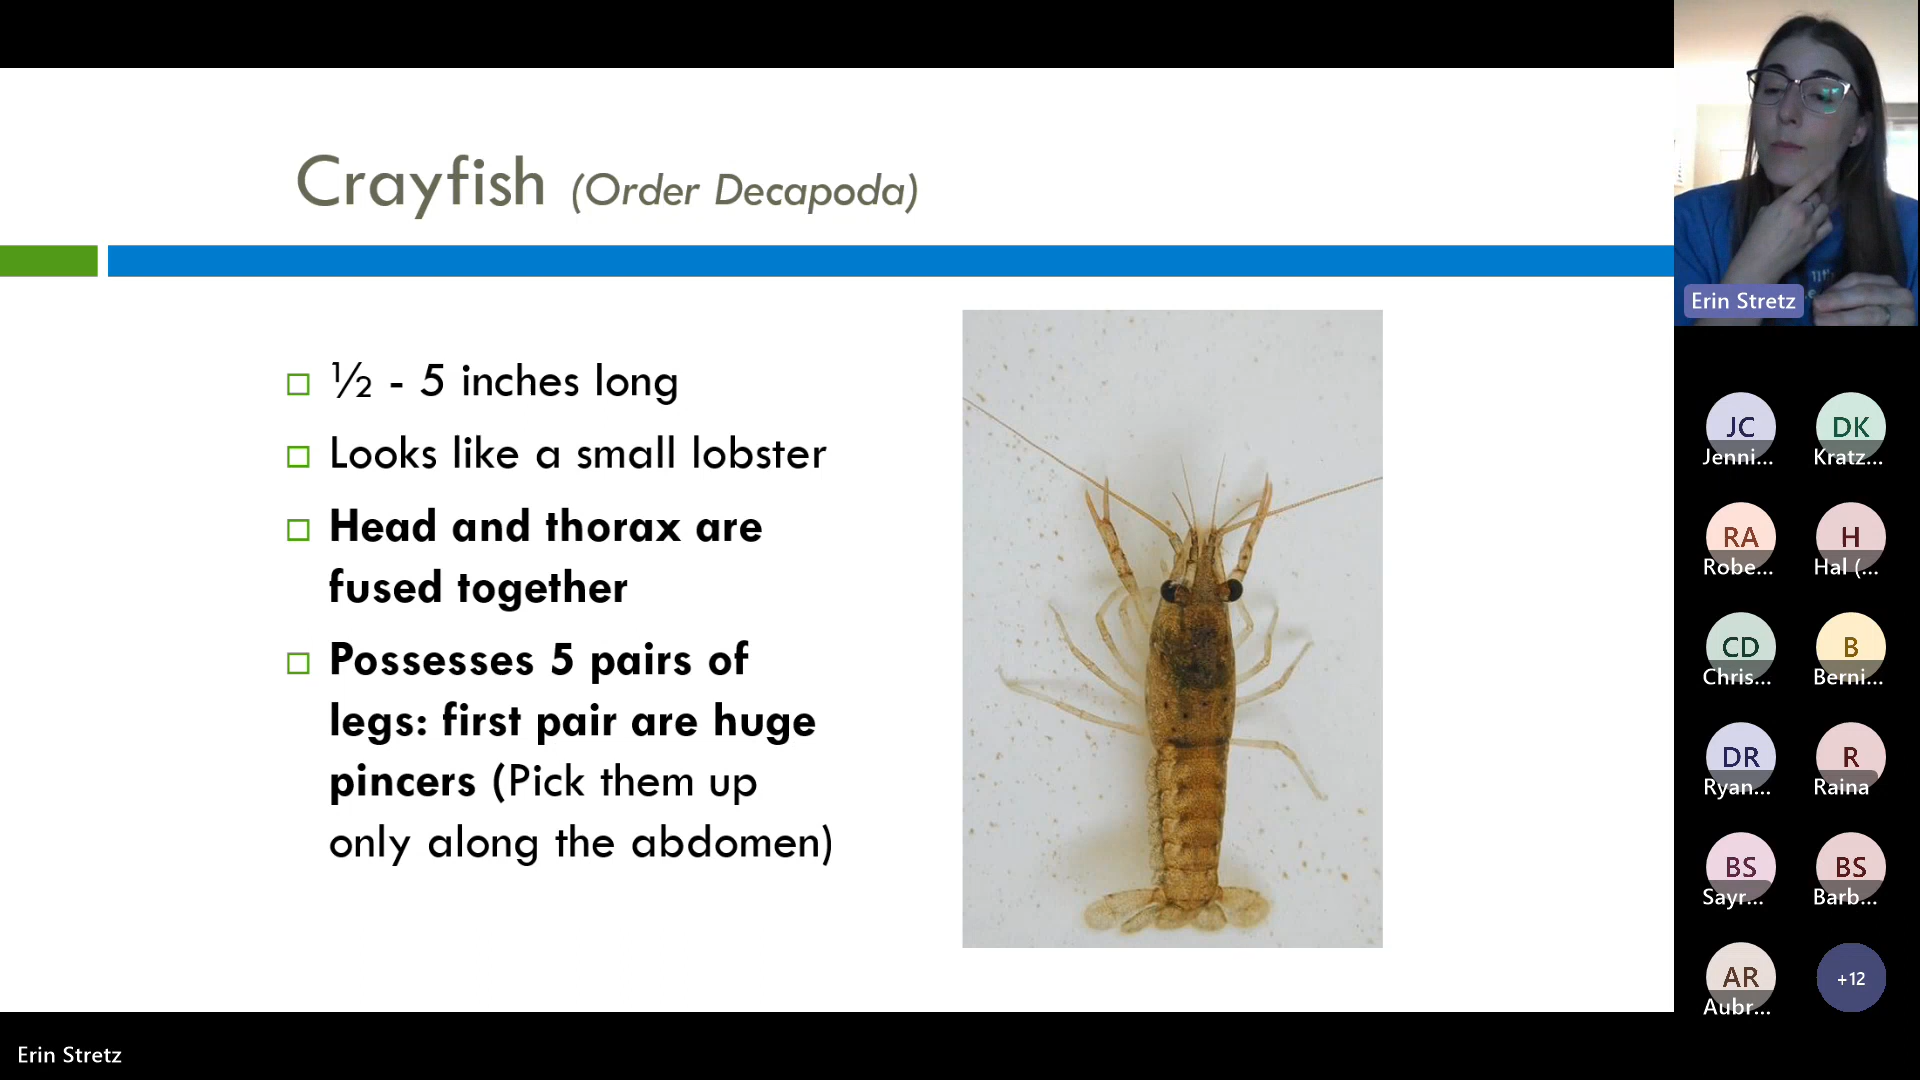 Crayfish (Order Decapoda)
½ - 5 inches long
Looks like a small lobster
Head and thorax are
fused together
Possesses 5 pairs of
legs: first pair are huge
pincers (Pick them up
only along the abdomen)
Erin Stretz
JC
Jenni...
DK
Kratz...
RA
Robe...
H
Hal (...
CD
Chris...
B
Berni...
DR
Ryan...
R
Raina
BS
Sayr...
BS
Barb...
AR
Aubr...
+12
Erin Stretz